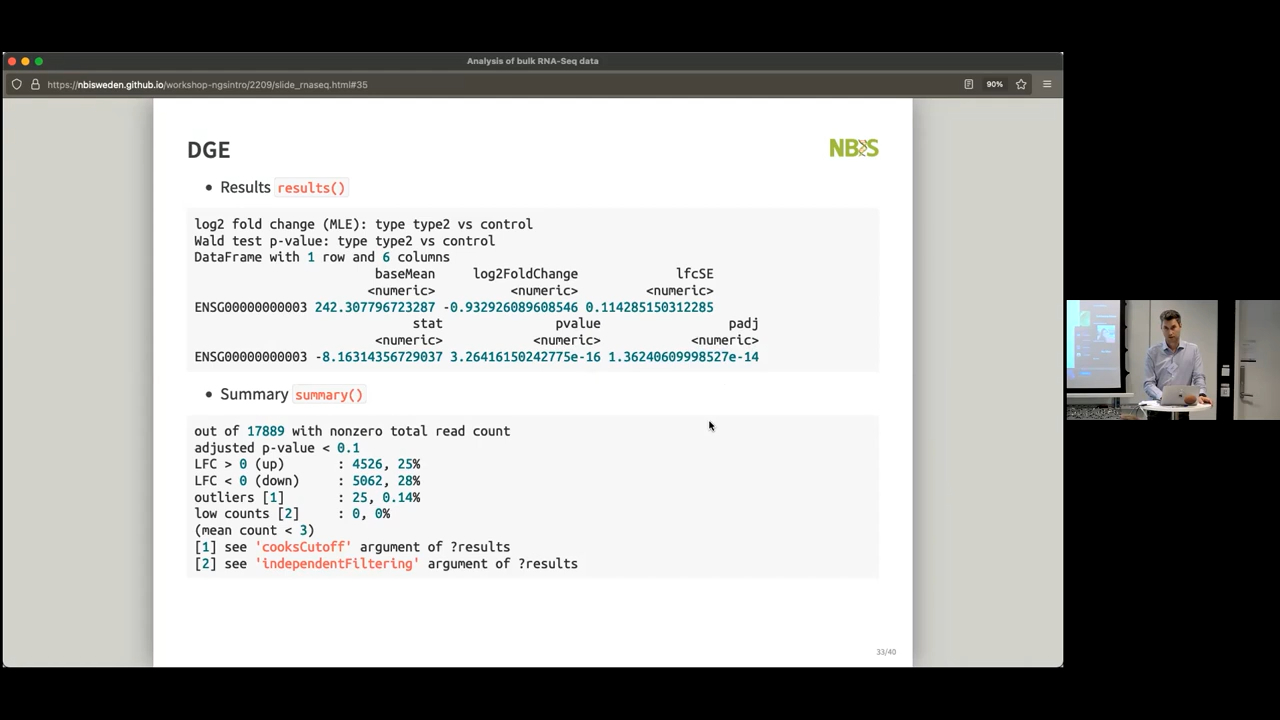 Analysis of bulk RNA-Seq data
https://nbisweden.github.io/workshop-ngsintro/2209/slide_rnaseq.html#35
90%
DGE
NBIS
• Results results()
log2 fold change (MLE): type type2 vs control
Wald test p-value: type type2 vs control
DataFrame with 1 row and 6 columns
baseMean log2FoldChange lfcSE
<numeric> <numeric> <numeric>
ENSG00000000003 242.307796723287 -0.932926089608546 0.114285150312285
stat pvalue padj
<numeric> <numeric> <numeric>
ENSG00000000003 -8.16314356729037 3.26416150242775e-16 1.36240609998527e-14
• Summary summary()
out of 17889 with nonzero total read count
adjusted p-value < 0.1
LFC > 0 (up) : 4526, 25%
LFC < 0 (down) : 5062, 28%
outliers [1] : 25, 0.14%
low counts [2] : 0, 0%
(mean count < 3)
[1] see 'cooksCutoff' argument of ?results
[2] see 'independentFiltering' argument of ?results
33/40